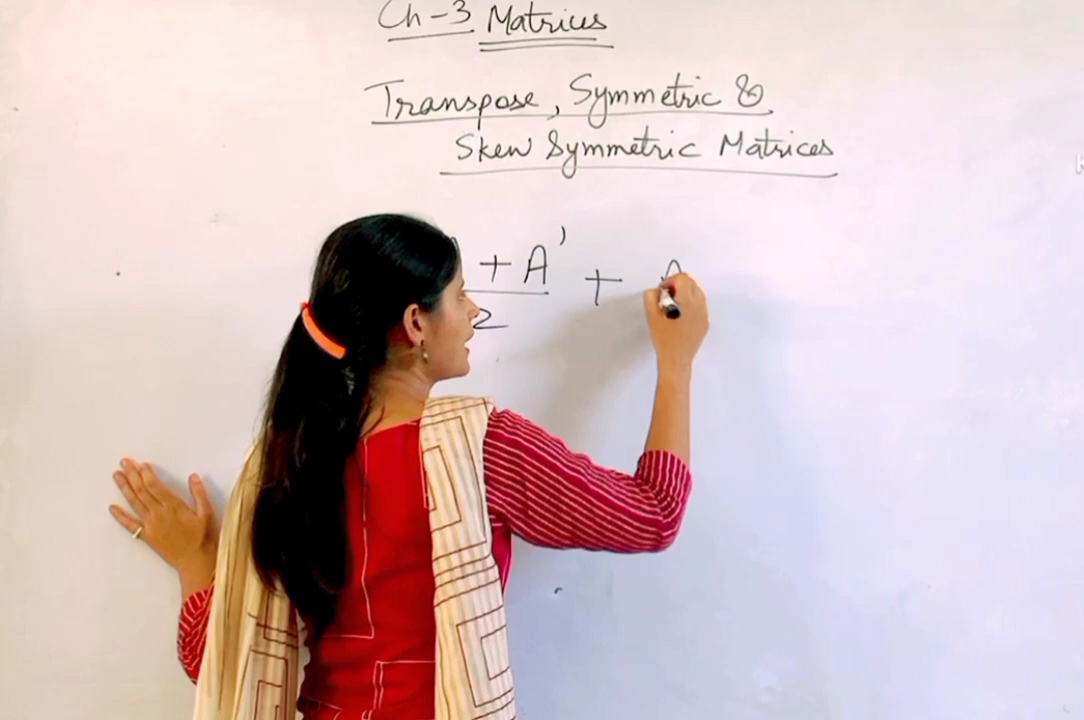 Ch-3 Matrices
Transpose, Symmetric &
Skew Symmetric Matrices
+ A' +
2